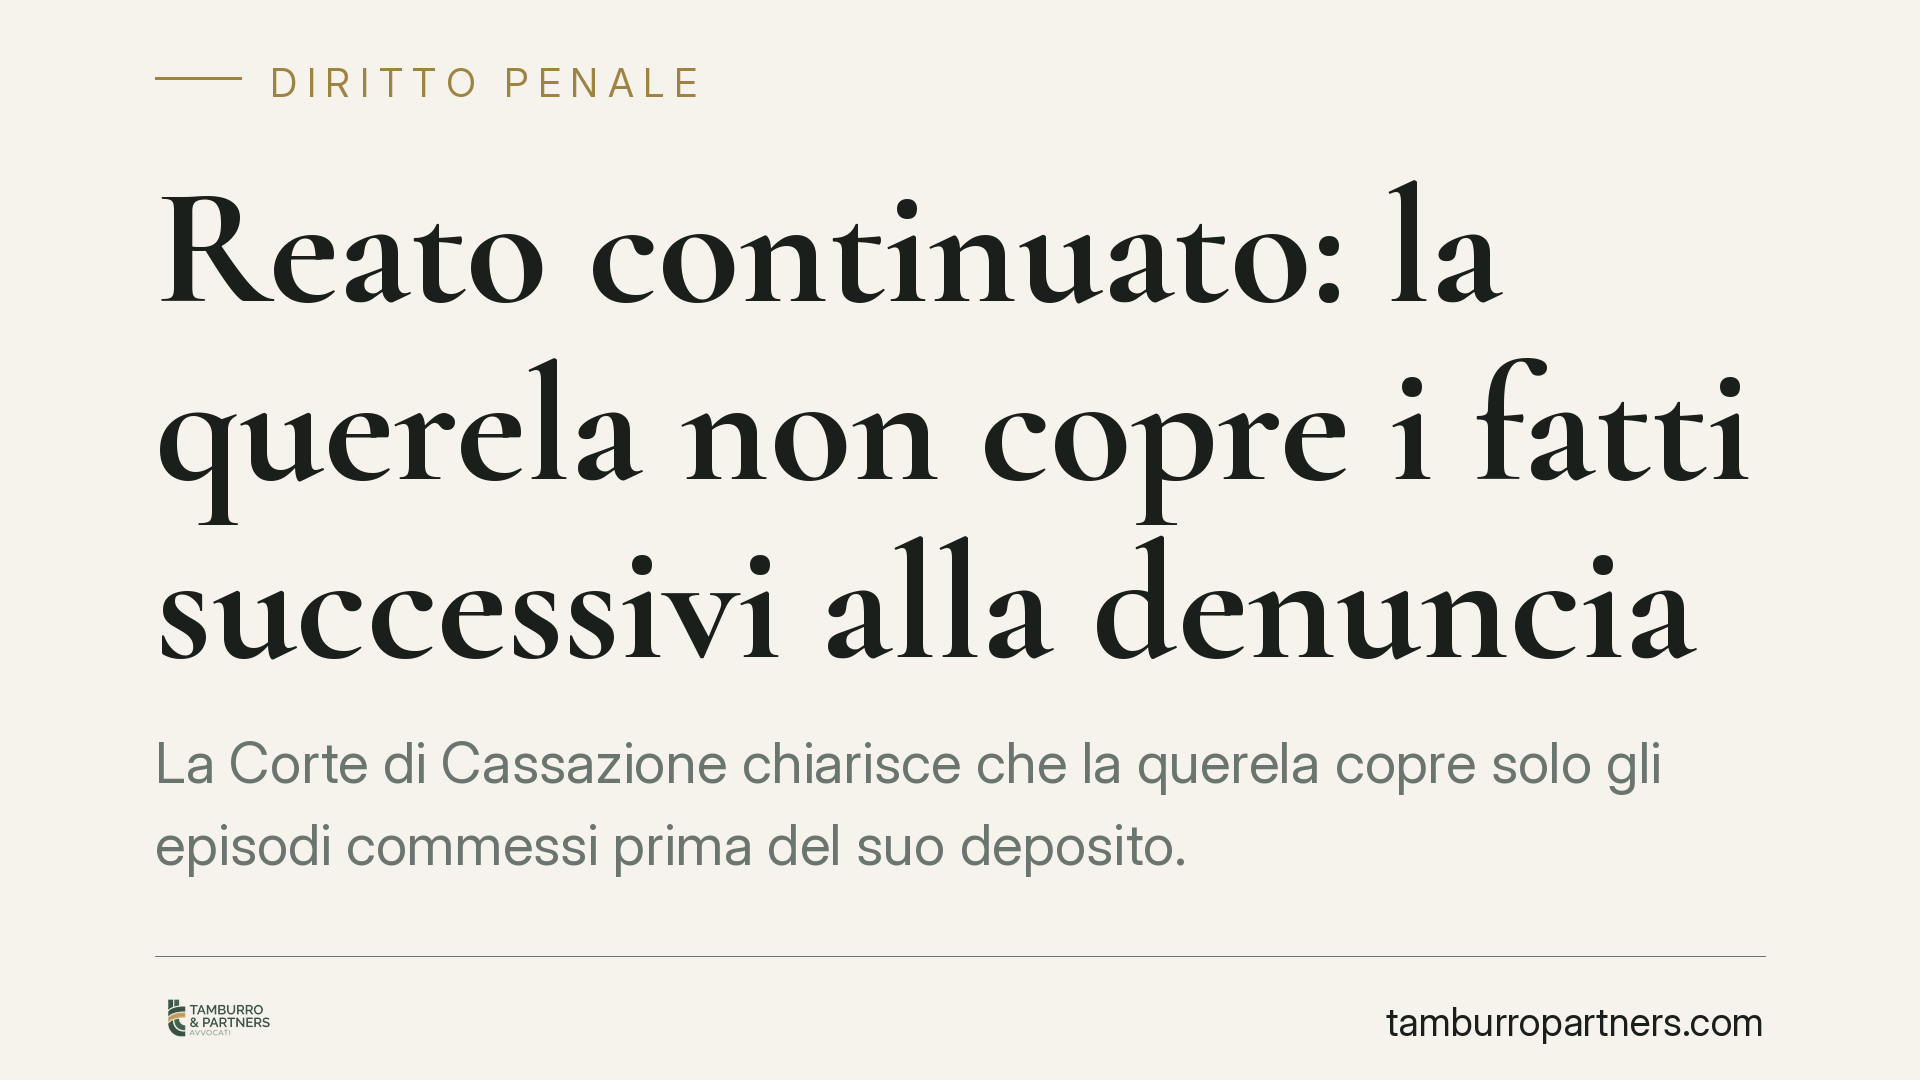 DIRITTO PENALE
Reato continuato: la
querela non copre i fatti
successivi alla denuncia
La Corte di Cassazione chiarisce che la querela copre solo gli
episodi commessi prima del suo deposito.
TAMBURRO
& PARTNERS
AVVOCATI
tamburropartners.com